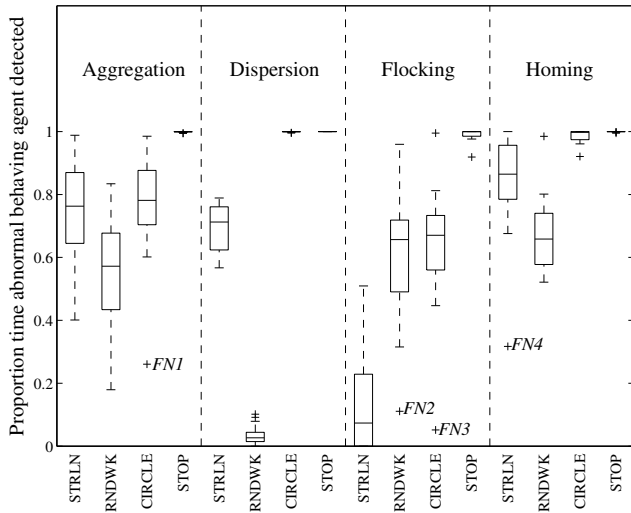 Aggregation Dispersion Flocking Homing
Proportion time abnormal behaving agent detected
1
0.8
0.6
0.4
0.2
0
FN1
FN2
FN3
FN4
STRLN RNDWK CIRCLE STOP STRLN RNDWK CIRCLE STOP STRLN RNDWK CIRCLE STOP STRLN RNDWK CIRCLE STOP